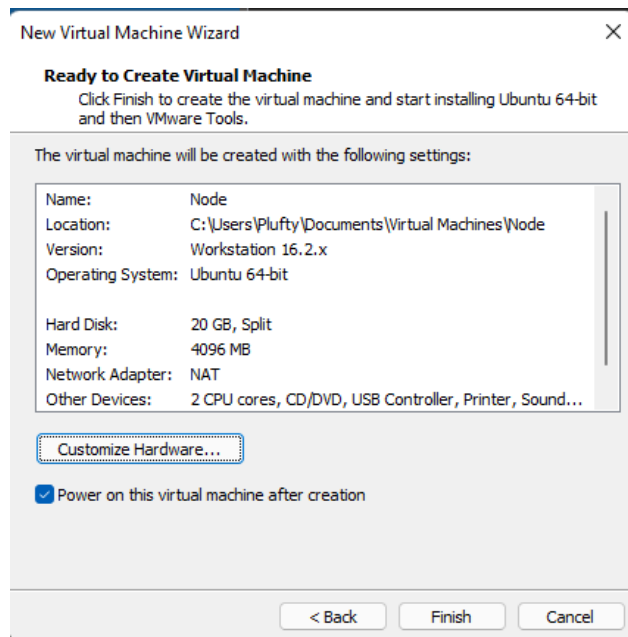 New Virtual Machine Wizard
Ready to Create Virtual Machine
Click Finish to create the virtual machine and start installing Ubuntu 64-bit
and then VMware Tools.
The virtual machine will be created with the following settings:
Name: Node
Location: C:\Users\Plufty\Documents\Virtual Machines\Node
Version: Workstation 16.2.x
Operating System: Ubuntu 64-bit
Hard Disk: 20 GB, Split
Memory: 4096 MB
Network Adapter: NAT
Other Devices: 2 CPU cores, CD/DVD, USB Controller, Printer, Sound...
Customize Hardware...
Power on this virtual machine after creation
< Back Finish Cancel